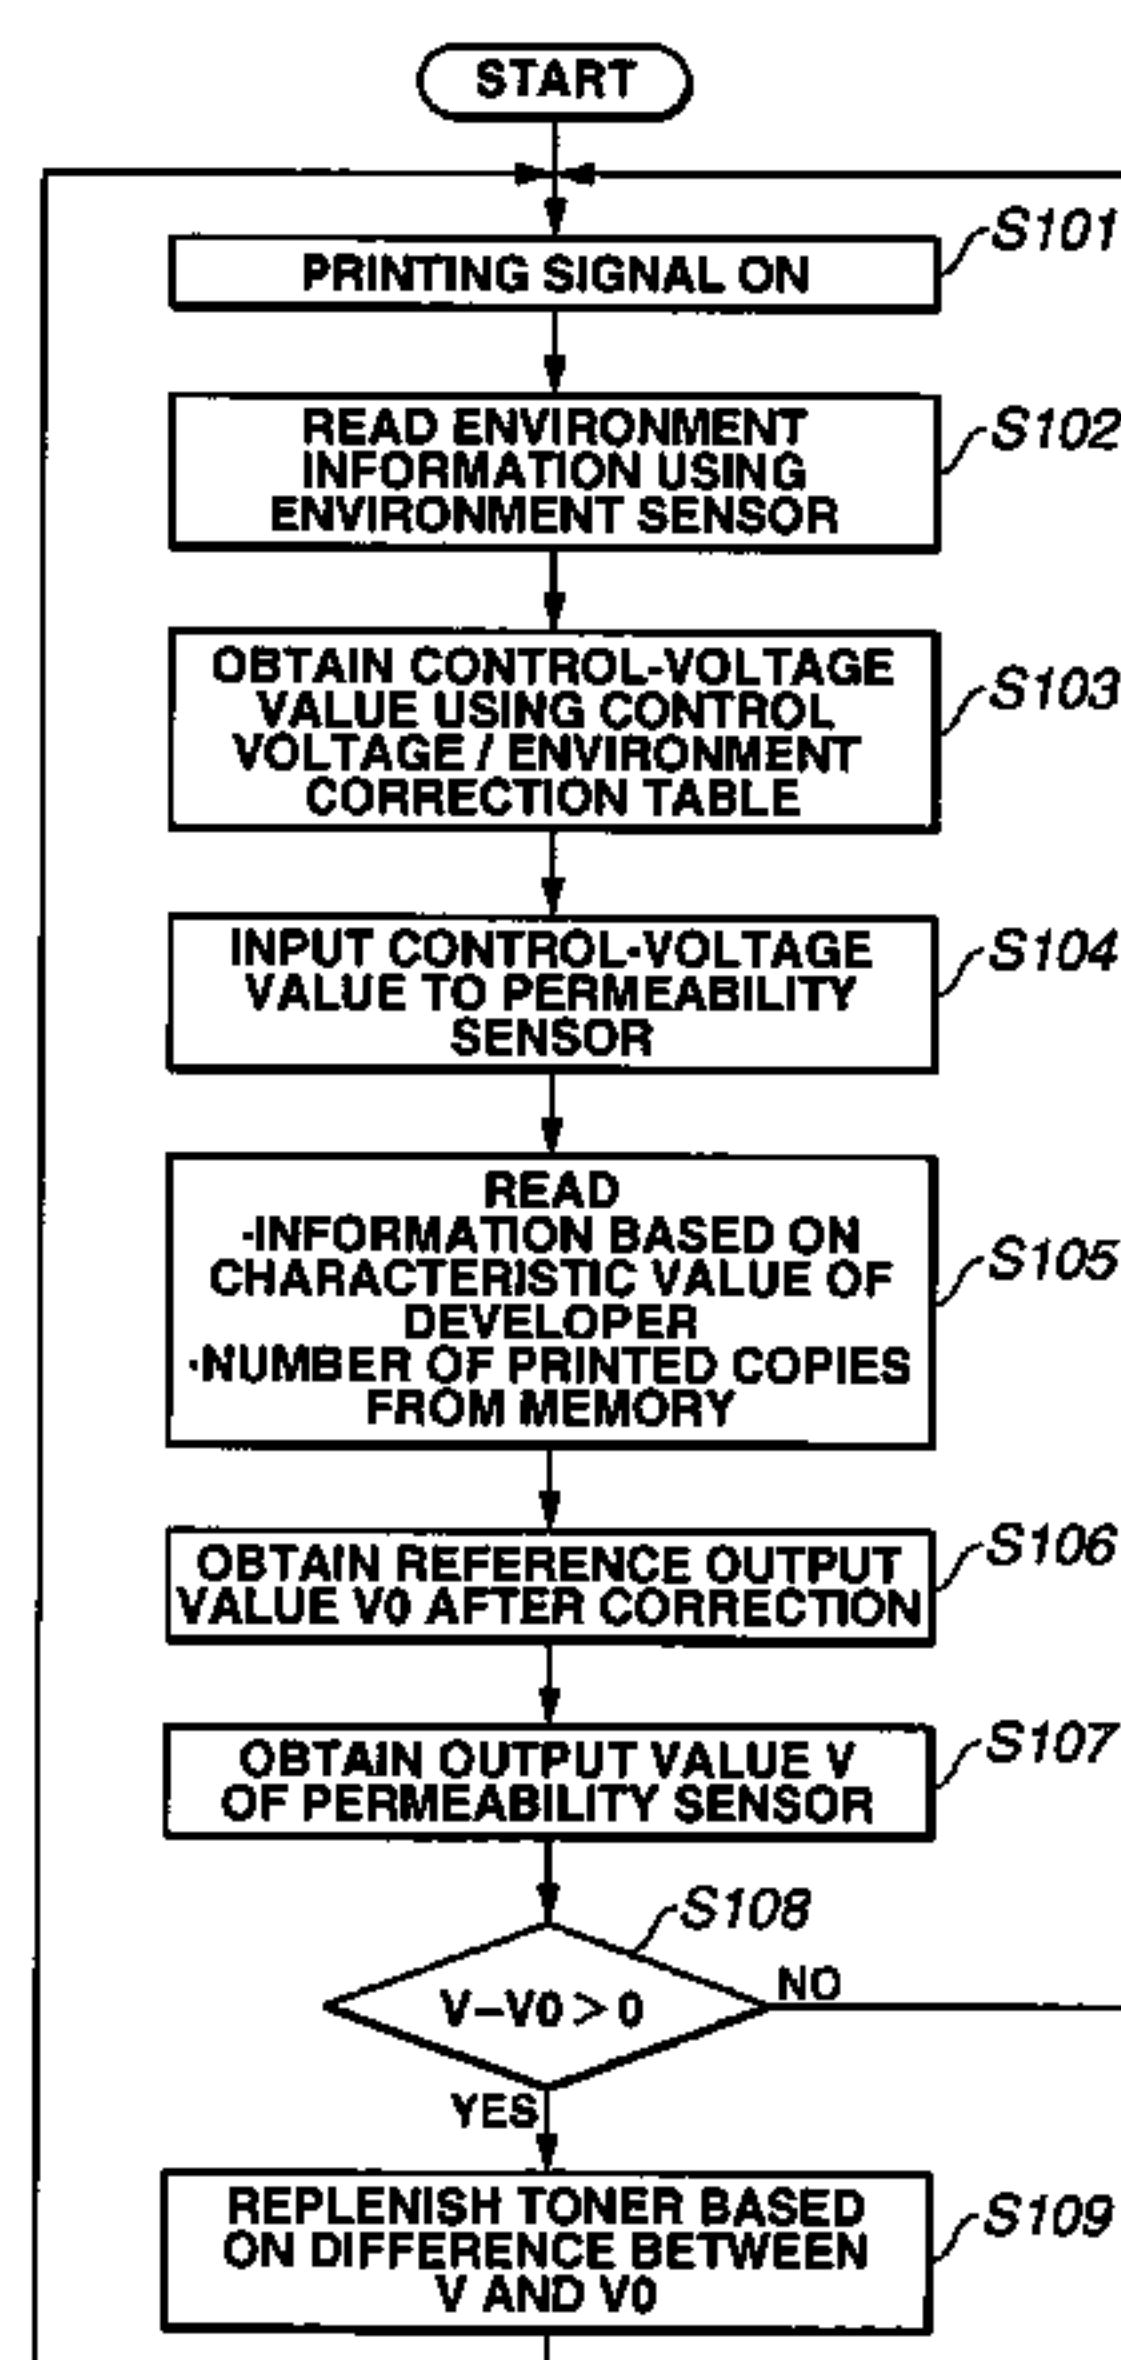 START
S101
PRINTING SIGNAL ON
S102
READ ENVIRONMENT
INFORMATION USING
ENVIRONMENT SENSOR
S103
OBTAIN CONTROL-VOLTAGE
VALUE USING CONTROL
VOLTAGE / ENVIRONMENT
CORRECTION TABLE
S104
INPUT CONTROL-VOLTAGE
VALUE TO PERMEABILITY
SENSOR
S105
READ
·INFORMATION BASED ON
CHARACTERISTIC VALUE OF
DEVELOPER
·NUMBER OF PRINTED COPIES
FROM MEMORY
S106
OBTAIN REFERENCE OUTPUT
VALUE V0 AFTER CORRECTION
S107
OBTAIN OUTPUT VALUE V
OF PERMEABILITY SENSOR
S108
V–V0 > 0
NO
YES
S109
REPLENISH TONER BASED
ON DIFFERENCE BETWEEN
V AND V0